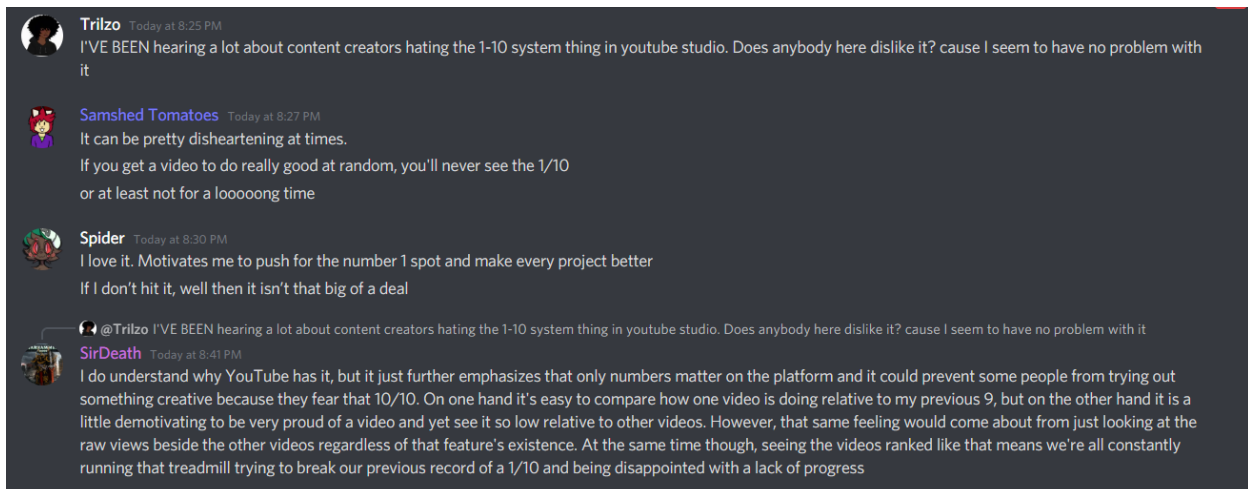 Trilzo Today at 8:25 PM
I'VE BEEN hearing a lot about content creators hating the 1-10 system thing in youtube studio. Does anybody here dislike it? cause I seem to have no problem with
it
Samshed Tomatoes Today at 8:27 PM
It can be pretty disheartening at times.
If you get a video to do really good at random, you'll never see the 1/10
or at least not for a looooong time
Spider Today at 8:30 PM
I love it. Motivates me to push for the number 1 spot and make every project better
If I don't hit it, well then it isn't that big of a deal
@Trilzo I'VE BEEN hearing a lot about content creators hating the 1-10 system thing in youtube studio. Does anybody here dislike it? cause I seem to have no problem with it
SirDeath Today at 8:41 PM
I do understand why YouTube has it, but it just further emphasizes that only numbers matter on the platform and it could prevent some people from trying out
something creative because they fear that 10/10. On one hand it's easy to compare how one video is doing relative to my previous 9, but on the other hand it is a
little demotivating to be very proud of a video and yet see it so low relative to other videos. However, that same feeling would come about from just looking at the
raw views beside the other videos regardless of that feature's existence. At the same time though, seeing the videos ranked like that means we're all constantly
running that treadmill trying to break our previous record of a 1/10 and being disappointed with a lack of progress